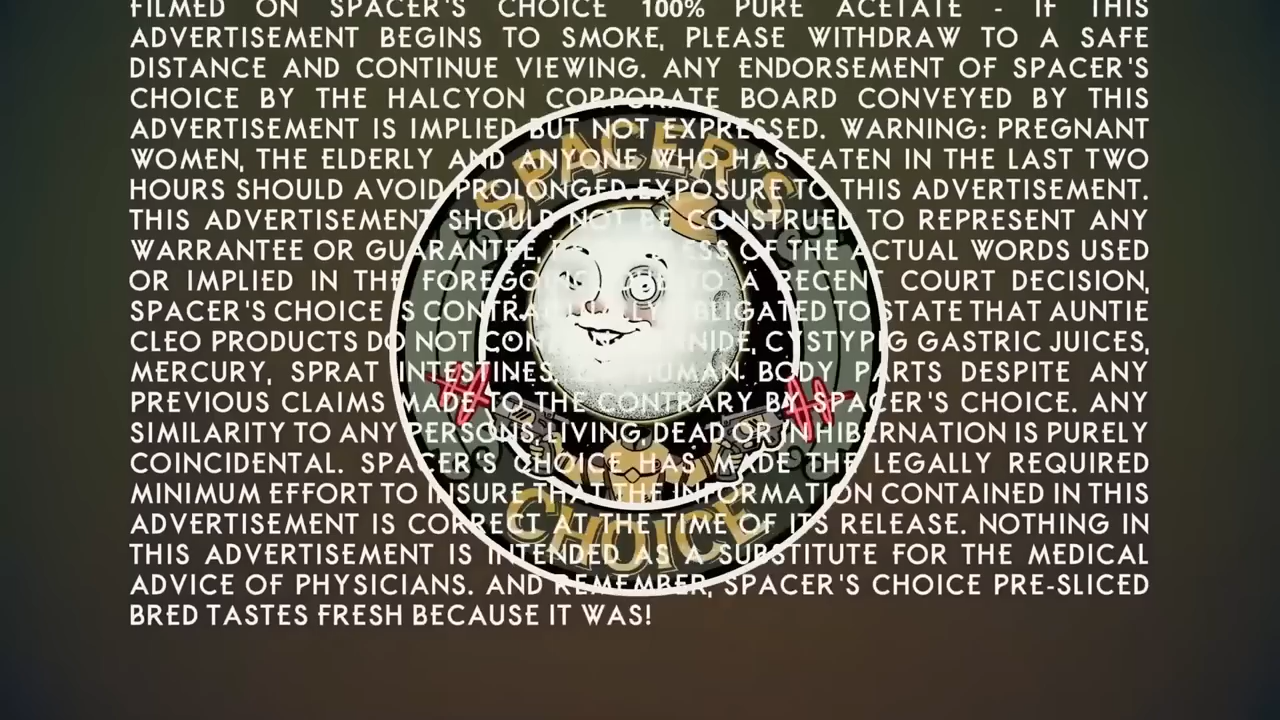 FILMED ON SPACER'S CHOICE 100% PURE ACETATE - IF THIS
ADVERTISEMENT BEGINS TO SMOKE, PLEASE WITHDRAW TO A SAFE
DISTANCE AND CONTINUE VIEWING. ANY ENDORSEMENT OF SPACER'S
CHOICE BY THE HALCYON CORPORATE BOARD CONVEYED BY THIS
ADVERTISEMENT IS IMPLIED BUT NOT EXPRESSED. WARNING: PREGNANT
WOMEN, THE ELDERLY AND ANYONE WHO HAS EATEN IN THE LAST TWO
HOURS SHOULD AVOID PROLONGED EXPOSURE TO THIS ADVERTISEMENT.
THIS ADVERTISEMENT SHOULD NOT BE CONSTRUED TO REPRESENT ANY
WARRANTEE OR GUARANTEE, OF THE ACTUAL WORDS USED
OR IMPLIED IN THE TO A RECENT COURT DECISION,
SPACER'S CHOICE IS OBLIGATED TO STATE THAT AUNTIE
CLEO PRODUCTS DO NOT CYSTYPIG GASTRIC JUICES,
MERCURY, SPRAT INTESTINES, HUMAN BODY PARTS DESPITE ANY
PREVIOUS CLAIMS MADE TO THE CONTRARY BY SPACER'S CHOICE. ANY
SIMILARITY TO ANY PERSONS LIVING, DEAD OR IN HIBERNATION IS PURELY
COINCIDENTAL. SPACER'S CHOICE HAS MADE THE LEGALLY REQUIRED
MINIMUM EFFORT TO INSURE THAT THE INFORMATION CONTAINED IN THIS
ADVERTISEMENT IS CORRECT AT THE TIME OF ITS RELEASE. NOTHING IN
THIS ADVERTISEMENT IS INTENDED AS A SUBSTITUTE FOR THE MEDICAL
ADVICE OF PHYSICIANS. AND REMEMBER, SPACER'S CHOICE PRE-SLICED
BRED TASTES FRESH BECAUSE IT WAS!
SPACER'S
CHOICE